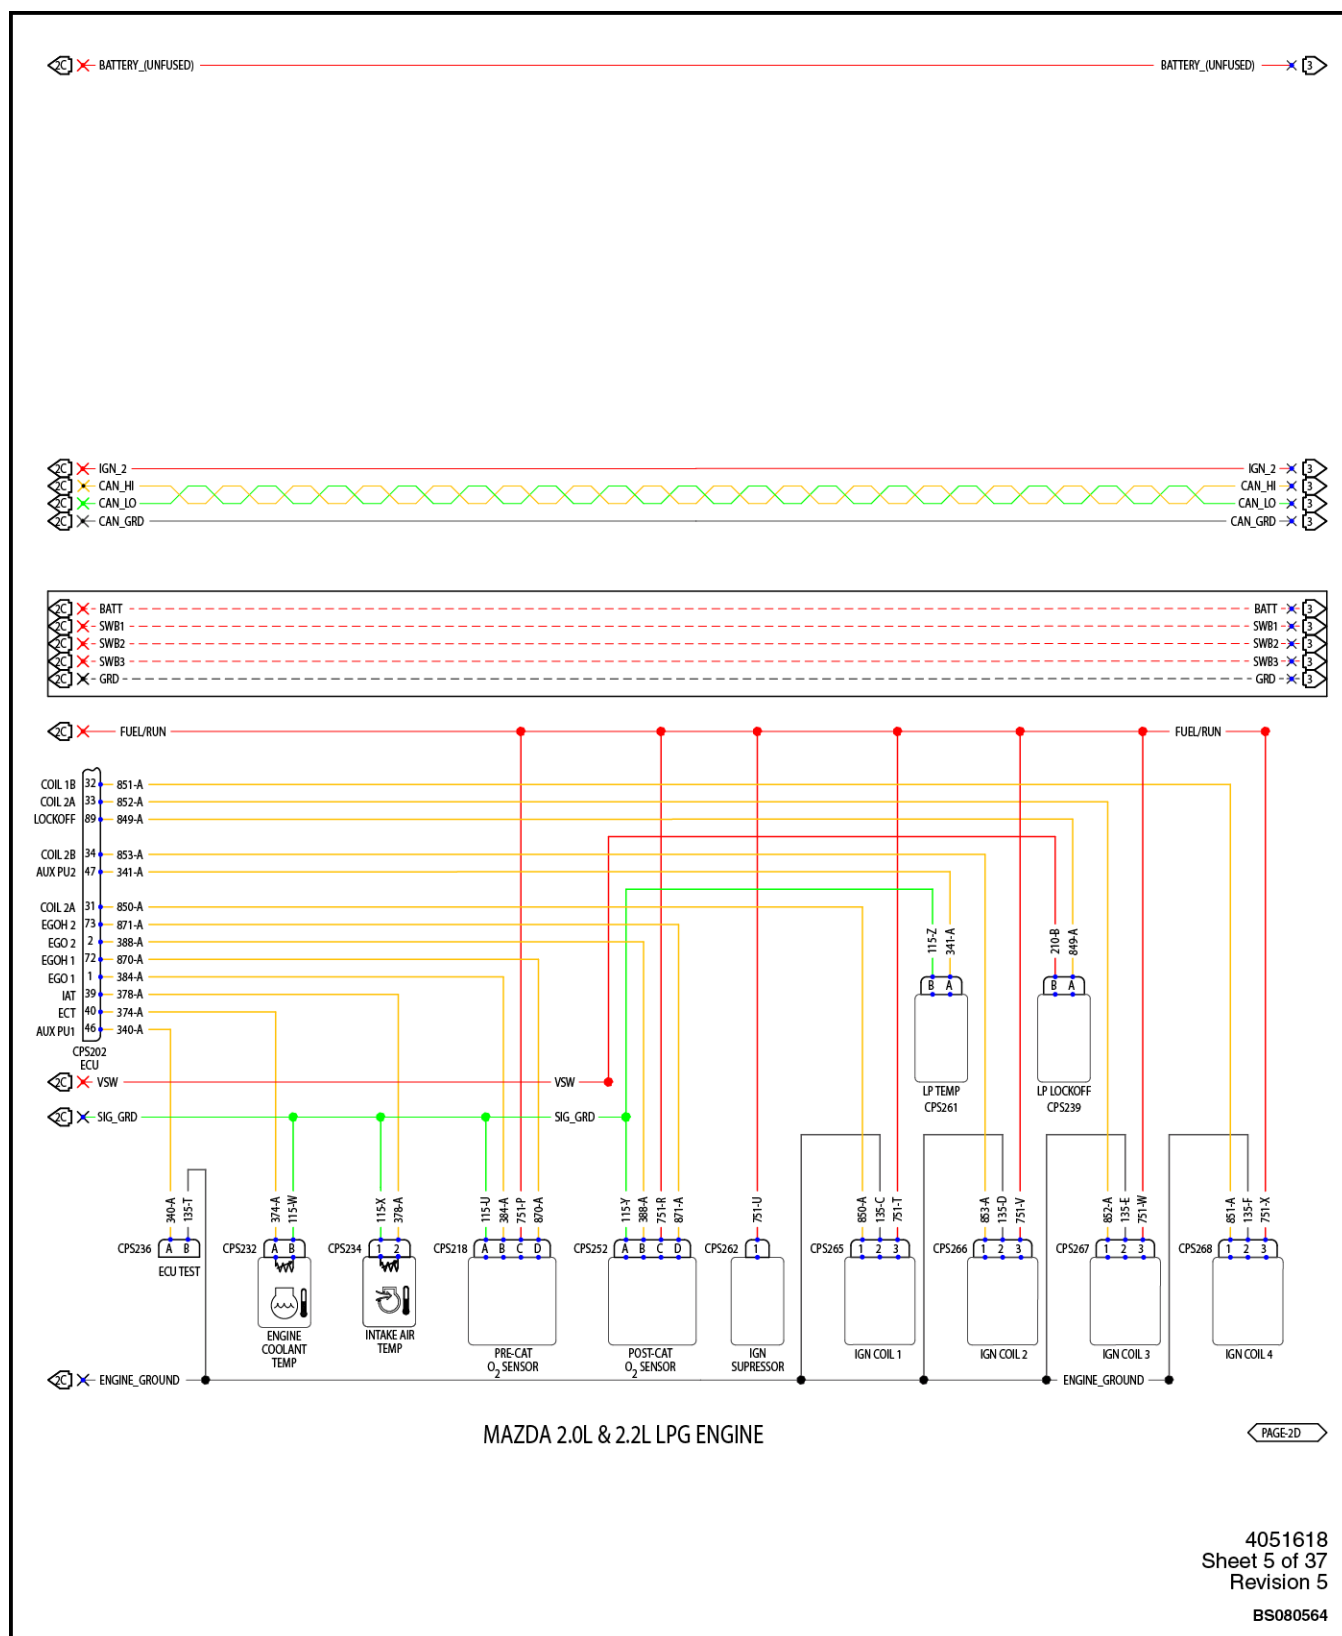 2C BATTERY_(UNFUSED) BATTERY_(UNFUSED) 3
2C IGN_2 IGN_2 3
2C CAN_HI CAN_HI 3
2C CAN_LO CAN_LO 3
2C CAN_GRD CAN_GRD 3
2C BATT BATT 3
2C SWB1 SWB1 3
2C SWB2 SWB2 3
2C SWB3 SWB3 3
2C GRD GRD 3
2C FUEL/RUN FUEL/RUN
COIL 1B 32 851-A
COIL 2A 33 852-A
LOCKOFF 89 849-A
COIL 2B 34 853-A
AUX PU2 47 341-A
COIL 2A 31 850-A
EGOH 2 73 871-A
EGO 2 2 388-A
EGOH 1 72 870-A
EGO 1 1 384-A
IAT 39 378-A
ECT 40 374-A
AUX PU1 46 340-A
CPS202
ECU
115-Z 341-A 210-B 849-A
B A B A
LP TEMP
CPS261
LP LOCKOFF
CPS239
2C VSW VSW
2C SIG_GRD SIG_GRD
340-A 135-T 374-A 115-W 115-X 378-A 115-U 384-A 751-P 870-A 115-Y 388-A 751-R 871-A 751-U 850-A 135-C 751-T 853-A 135-D 751-V 852-A 135-E 751-W 851-A 135-F 751-X
CPS236 A B CPS232 A B CPS234 1 2 CPS218 A B C D CPS252 A B C D CPS262 1 CPS265 1 2 3 CPS266 1 2 3 CPS267 1 2 3 CPS268 1 2 3
ECU TEST
ENGINE
COOLANT
TEMP
INTAKE AIR
TEMP
PRE-CAT
O2 SENSOR
POST-CAT
O2 SENSOR
IGN
SUPRESSOR
IGN COIL 1
IGN COIL 2
IGN COIL 3
IGN COIL 4
2C ENGINE_GROUND ENGINE_GROUND
MAZDA 2.0L & 2.2L LPG ENGINE
PAGE-2D
4051618
Sheet 5 of 37
Revision 5
BS080564